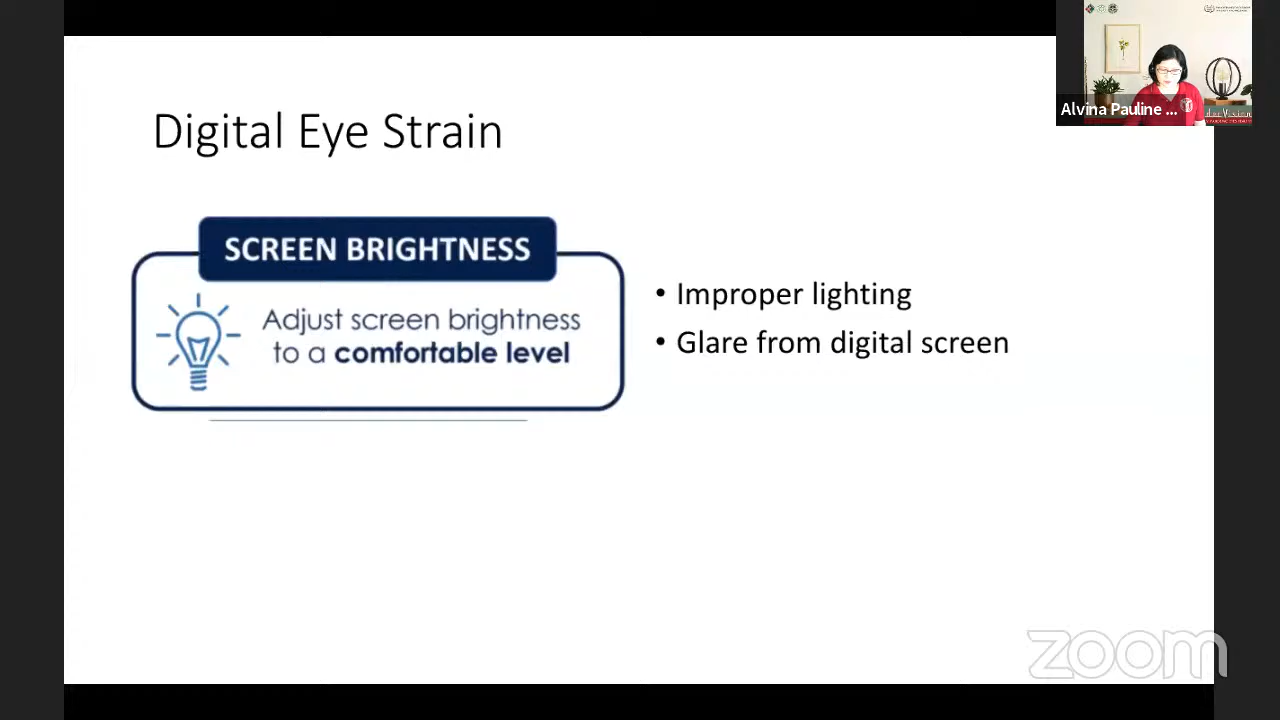 Digital Eye Strain
SCREEN BRIGHTNESS
Adjust screen brightness
to a comfortable level
• Improper lighting
• Glare from digital screen
Alvina Pauline ...
zoom